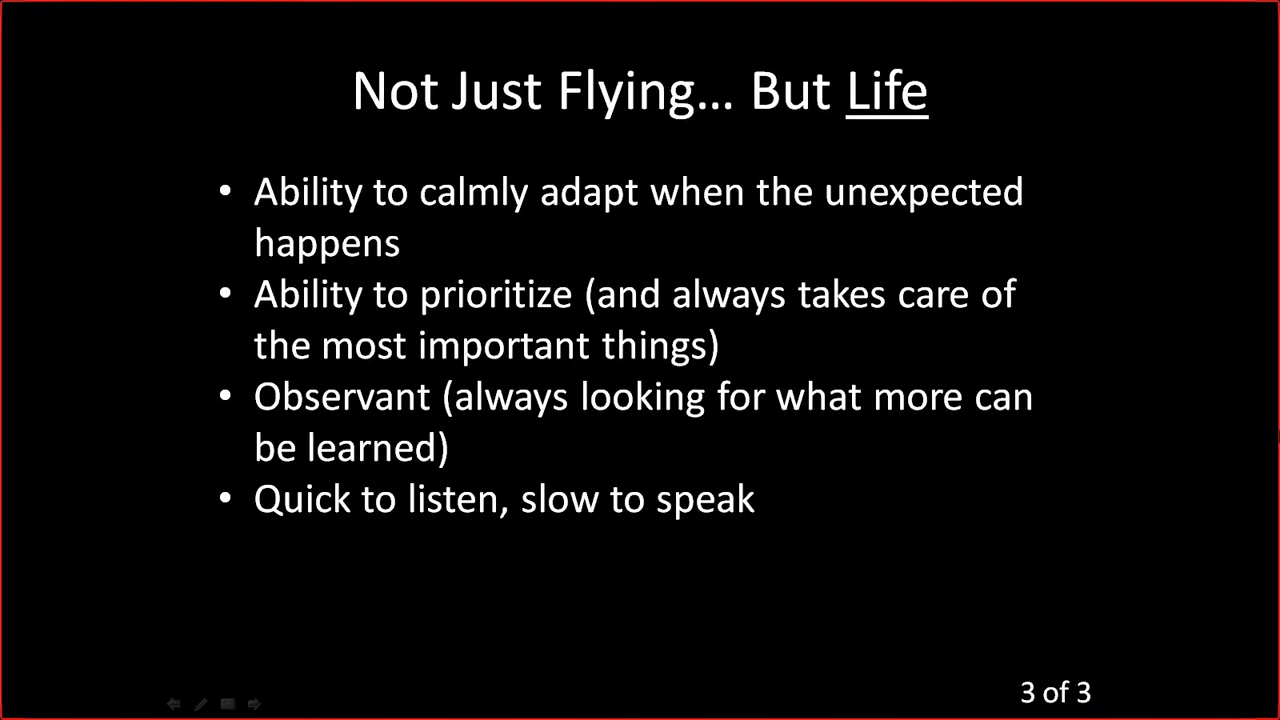 Not Just Flying... But Life
• Ability to calmly adapt when the unexpected
happens
• Ability to prioritize (and always takes care of
the most important things)
• Observant (always looking for what more can
be learned)
• Quick to listen, slow to speak
3 of 3